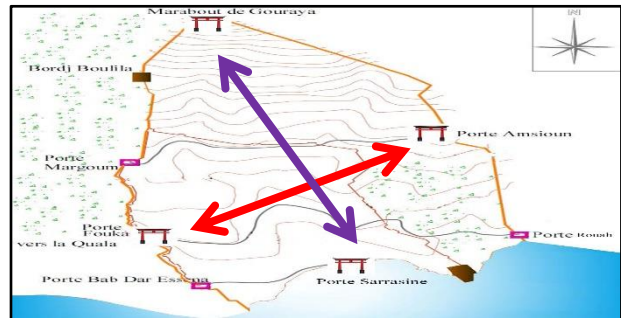 Marabout de Gouraya
Bordj Boulila
Porte Amsioun
Porte
Margoum
Porte
Fouka
vers la Quala
Porte Roush
Porte Bab Dar Essena
Porte Sarrasine